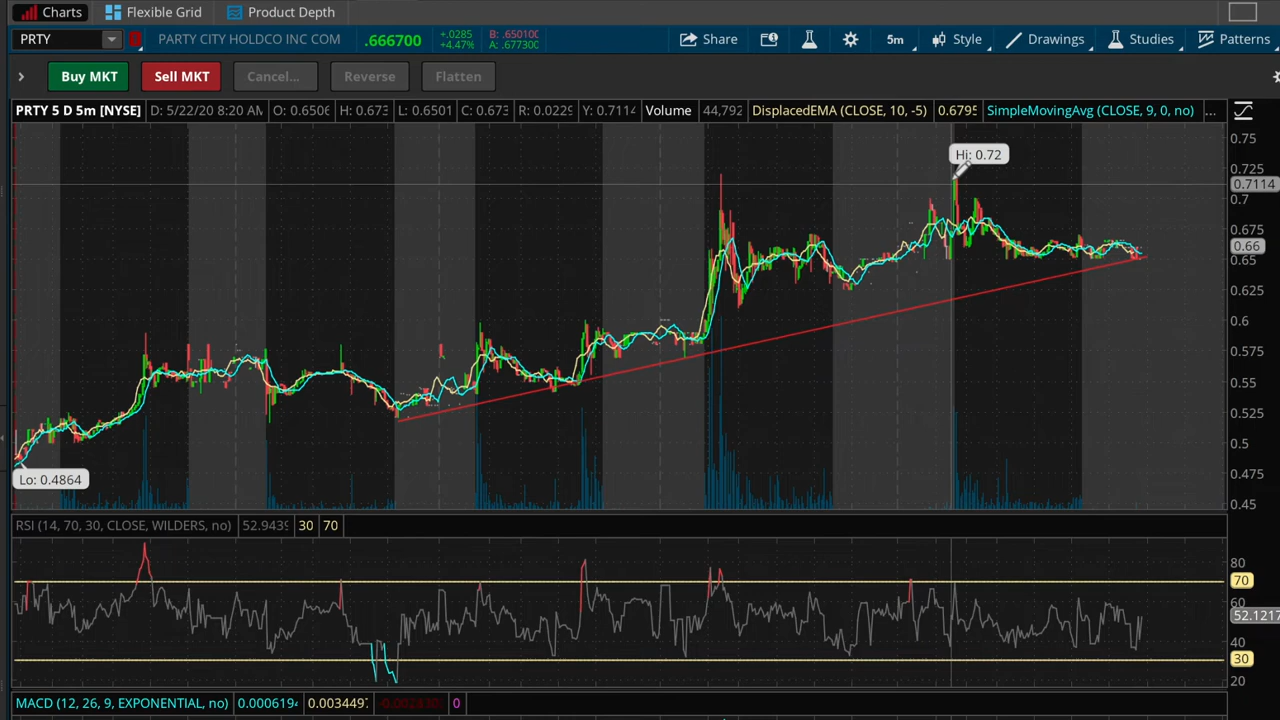 Charts Flexible Grid Product Depth
PRTY PARTY CITY HOLDCO INC COM .666700 +.0285 B: .65010 Share 5m Style Drawings Studies Patterns
+4.47% A: .67730
› Buy MKT Sell MKT Cancel... Reverse Flatten
PRTY 5 D 5m [NYSE] D: 5/22/20 8:20 AM O: 0.6506 H: 0.673 L: 0.6501 C: 0.673 R: 0.0229 Y: 0.7114 Volume 44,792 DisplacedEMA (CLOSE, 10, -5) 0.6795 SimpleMovingAvg (CLOSE, 9, 0, no) ...
0.75
Hi: 0.72
0.725
0.7114
0.7
0.675
0.66
0.65
0.625
0.6
0.575
0.55
0.525
0.5
Lo: 0.4864
0.475
0.45
RSI (14, 70, 30, CLOSE, WILDERS, no) 52.9439 30 70
80
70
60
52.1217
40
30
20
MACD (12, 26, 9, EXPONENTIAL, no) 0.000619 0.003449 0